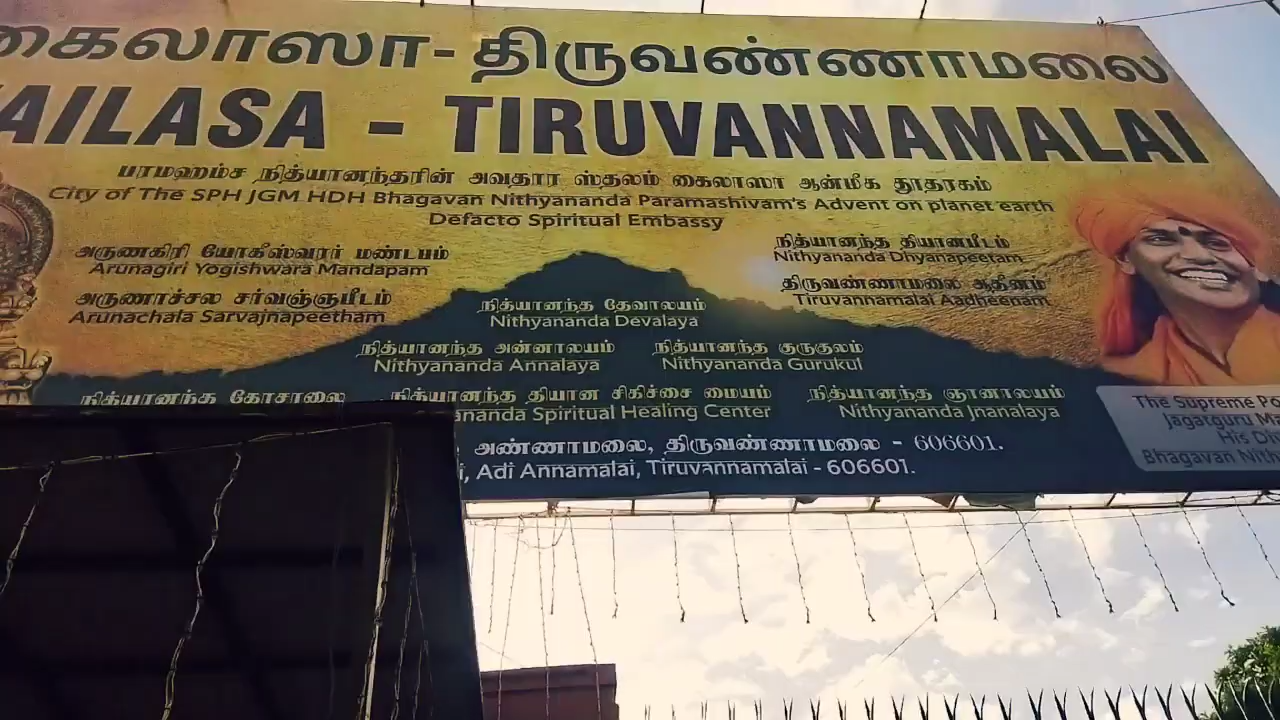 கைலாஸா - திருவண்ணாமலை
KAILASA - TIRUVANNAMALAI
பரமஹம்ச நித்யானந்தரின் அவதார ஸ்தலம் கைலாஸா ஆன்மீக தூதரகம்
City of The SPH JGM HDH Bhagavan Nithyananda Paramashivam's Advent on planet earth
Defacto Spiritual Embassy
அருணகிரி யோகீஸ்வரர் மண்டபம்
Arunagiri Yogishwara Mandapam
நித்யானந்த தியானபீடம்
Nithyananda Dhyanapeetam
அருணாச்சல சர்வஞ்ஞபீடம்
Arunachala Sarvajnapeetham
திருவண்ணாமலை ஆதீனம்
Tiruvannamalai Aadheenam
நித்யானந்த தேவாலயம்
Nithyananda Devalaya
நித்யானந்த அன்னாலயம்
Nithyananda Annalaya
நித்யானந்த குருகுலம்
Nithyananda Gurukul
நித்யானந்த கோசாலை
நித்யானந்த தியான சிகிச்சை மையம்
ananda Spiritual Healing Center
நித்யானந்த ஞானாலயம்
Nithyananda Jnanalaya
அண்ணாமலை, திருவண்ணாமலை - 606601.
i, Adi Annamalai, Tiruvannamalai - 606601.
The Supreme Po
Jagatguru Ma
His Div
Bhagavan Nith